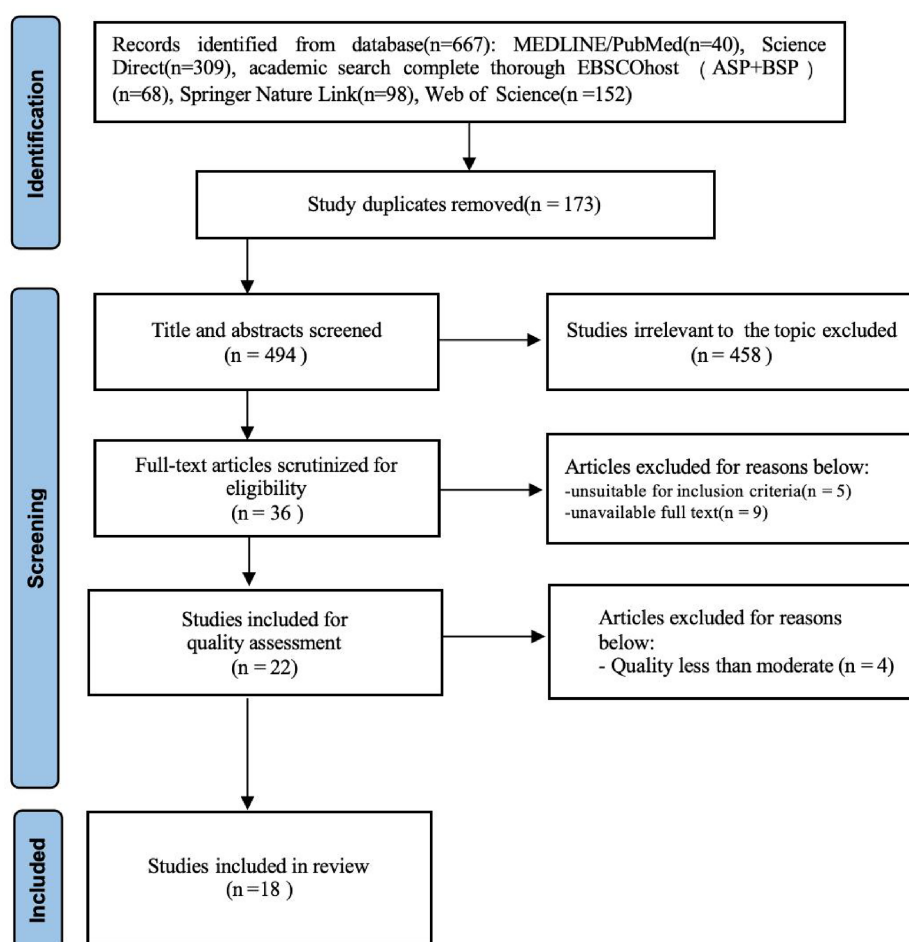 Identification
Records identified from database(n=667): MEDLINE/PubMed(n=40), Science
Direct(n=309), academic search complete thorough EBSCOhost （ASP+BSP）
(n=68), Springer Nature Link(n=98), Web of Science(n =152)
Study duplicates removed(n = 173)
Screening
Title and abstracts screened
(n = 494 )
Studies irrelevant to the topic excluded
(n = 458 )
Full-text articles scrutinized for
eligibility
(n = 36 )
Articles excluded for reasons below:
-unsuitable for inclusion criteria(n = 5)
-unavailable full text(n = 9)
Studies included for
quality assessment
(n = 22)
Articles excluded for reasons
below:
- Quality less than moderate (n = 4)
Included
Studies included in review
(n =18 )